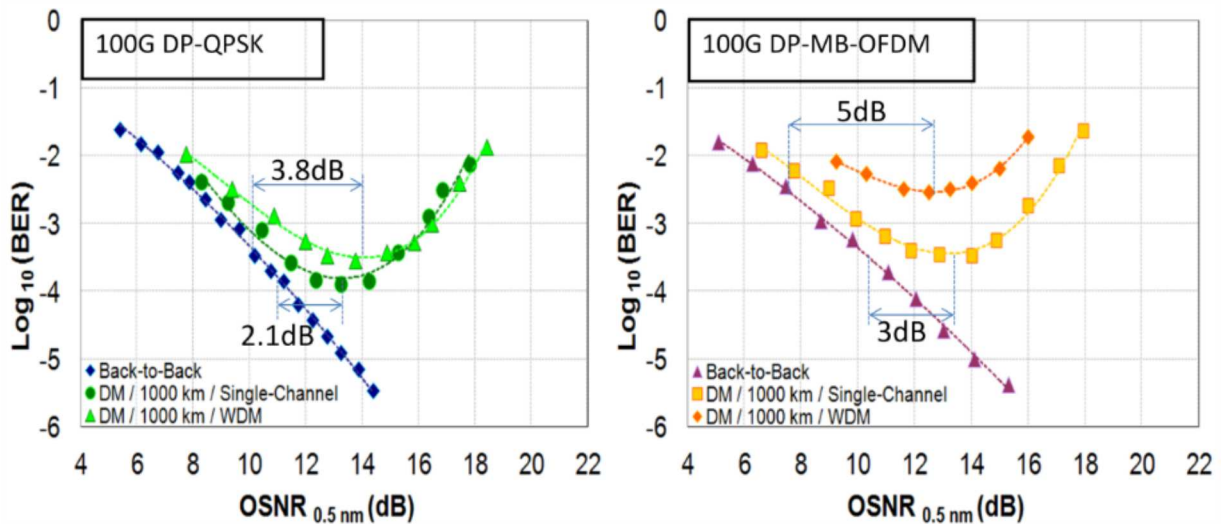 100G DP-QPSK
0
-1
-2
-3
-4
-5
-6
Log 10 (BER)
3.8dB
2.1dB
Back-to-Back
DM / 1000 km / Single-Channel
DM / 1000 km / WDM
4 6 8 10 12 14 16 18 20 22
OSNR 0.5 nm (dB)
100G DP-MB-OFDM
0
-1
-2
-3
-4
-5
-6
Log 10 (BER)
5dB
3dB
Back-to-Back
DM / 1000 km / Single-Channel
DM / 1000 km / WDM
4 6 8 10 12 14 16 18 20 22
OSNR 0.5 nm (dB)